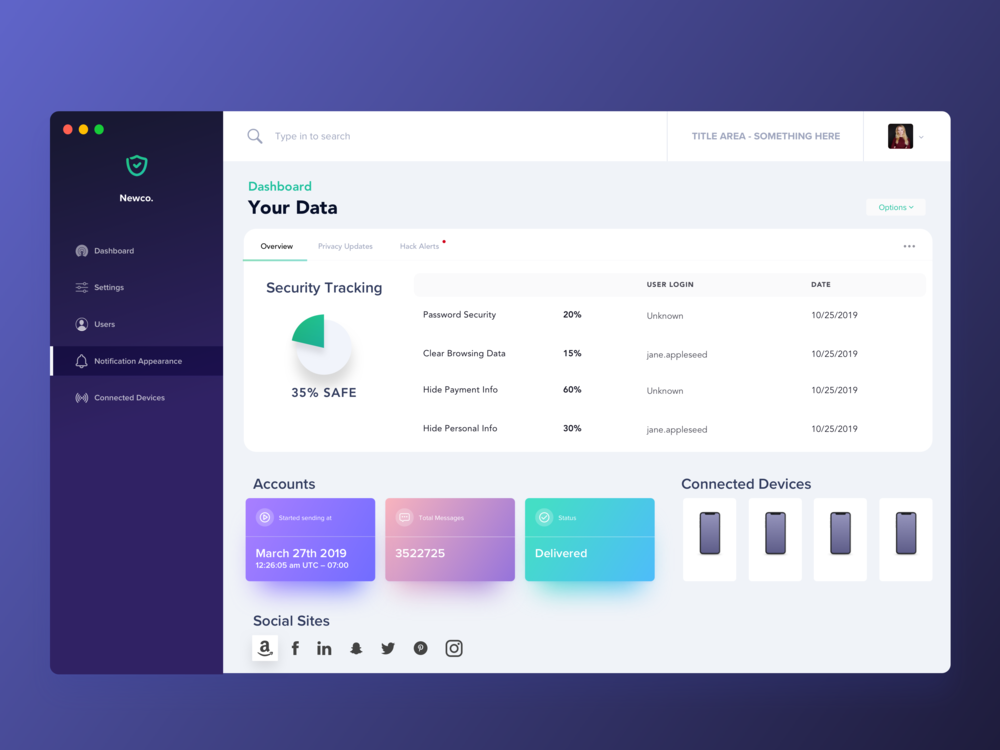 Newco.
Dashboard
Settings
Users
Notification Appearance
Connected Devices
Type in to search
TITLE AREA - SOMETHING HERE
Dashboard
Your Data
Options
Overview
Privacy Updates
Hack Alerts
Security Tracking
35% SAFE
USER LOGIN
DATE
Password Security 20% Unknown 10/25/2019
Clear Browsing Data 15% jane.appleseed 10/25/2019
Hide Payment Info 60% Unknown 10/25/2019
Hide Personal Info 30% jane.appleseed 10/25/2019
Accounts
Started sending at
March 27th 2019
12:26:05 am UTC – 07:00
Total Messages
3522725
Status
Delivered
Connected Devices
Social Sites